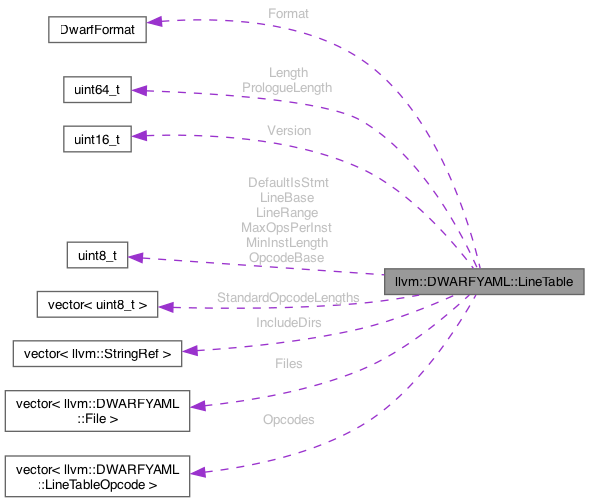 Format
DwarfFormat
Length
PrologueLength
uint64_t
Version
uint16_t
DefaultIsStmt
LineBase
LineRange
MaxOpsPerInst
MinInstLength
OpcodeBase
uint8_t
llvm::DWARFYAML::LineTable
StandardOpcodeLengths
vector< uint8_t >
IncludeDirs
vector< llvm::StringRef >
Files
vector< llvm::DWARFYAML
::File >
Opcodes
vector< llvm::DWARFYAML
::LineTableOpcode >